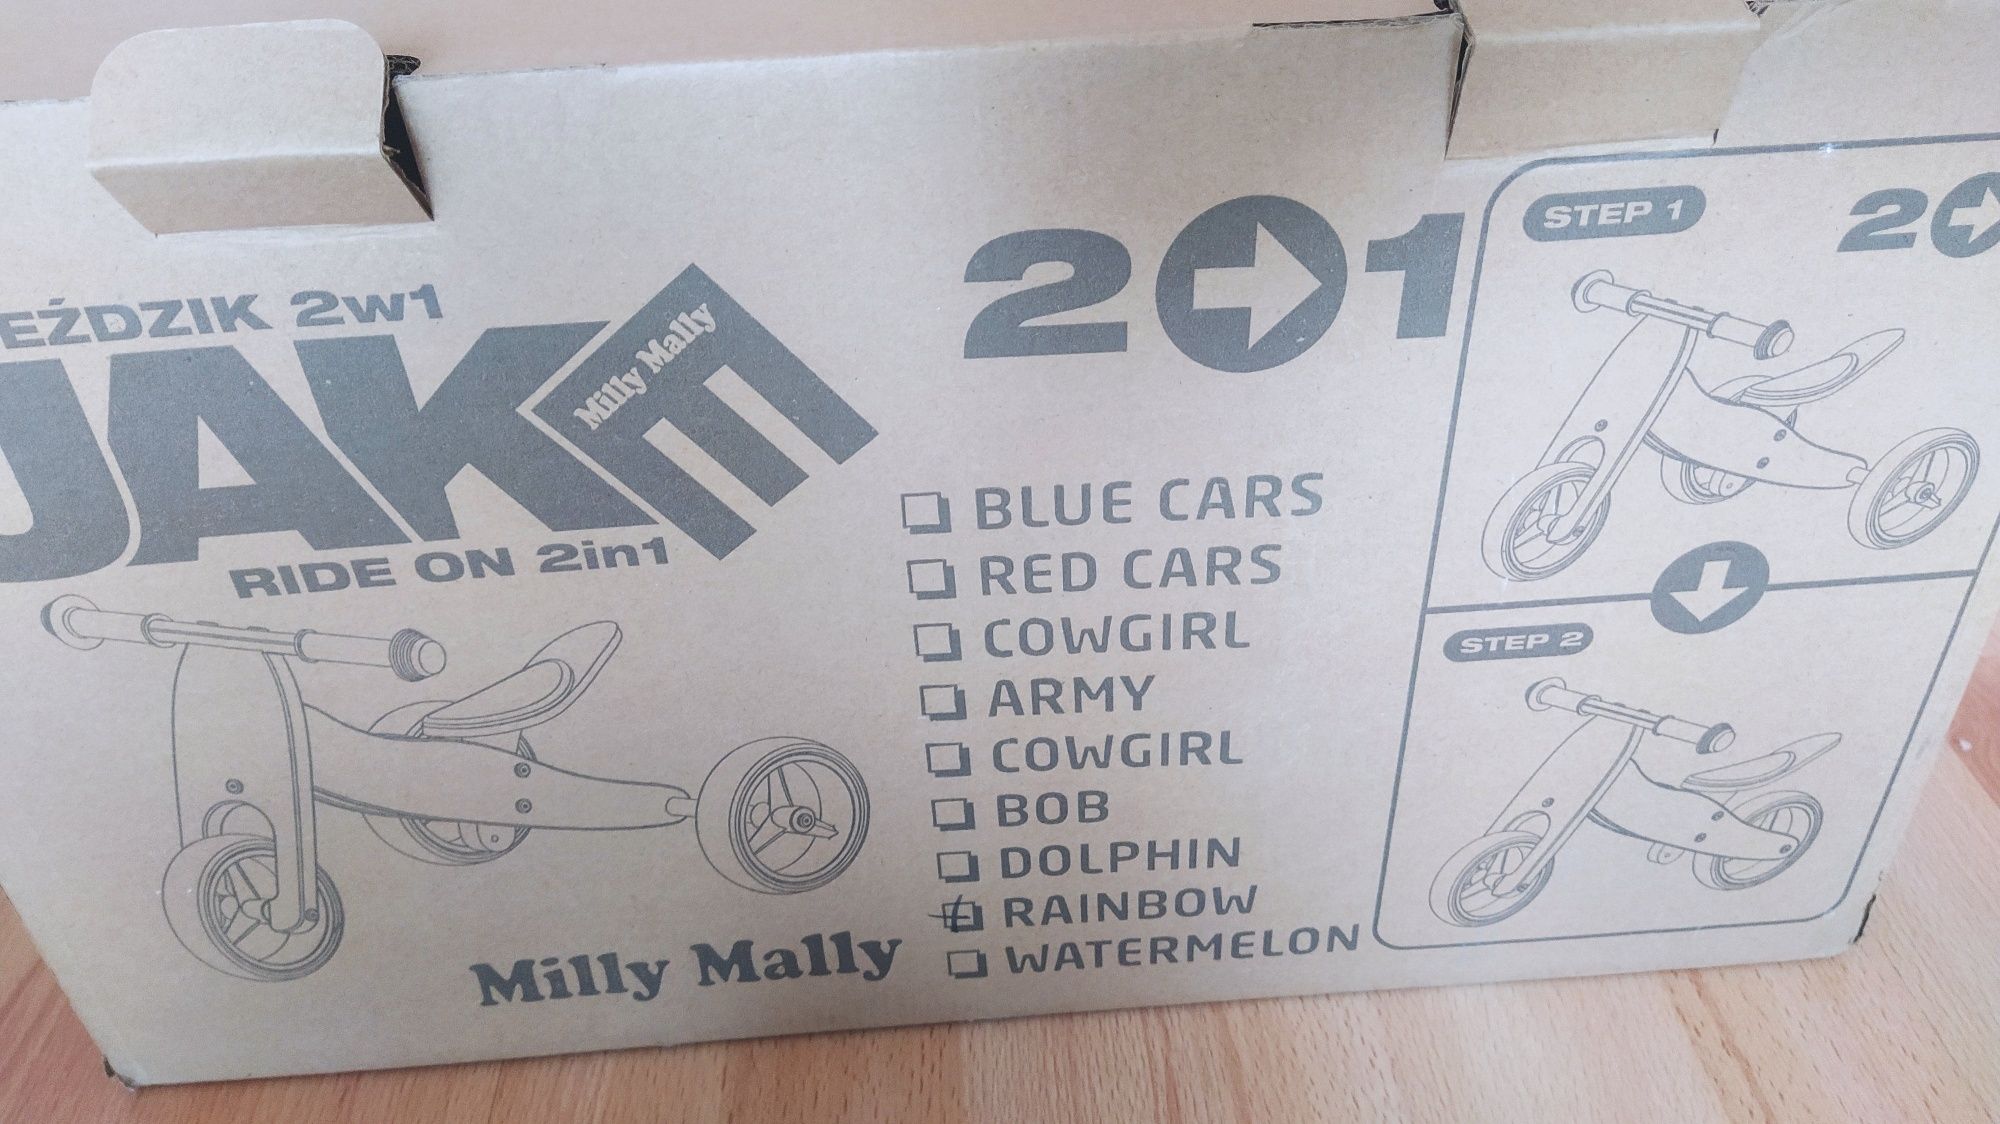 EŹDZIK 2w1
JAKE
Milly Mally
RIDE ON 2in1
2 1
BLUE CARS
RED CARS
COWGIRL
ARMY
COWGIRL
BOB
DOLPHIN
RAINBOW
WATERMELON
Milly Mally
STEP 1
2
STEP 2